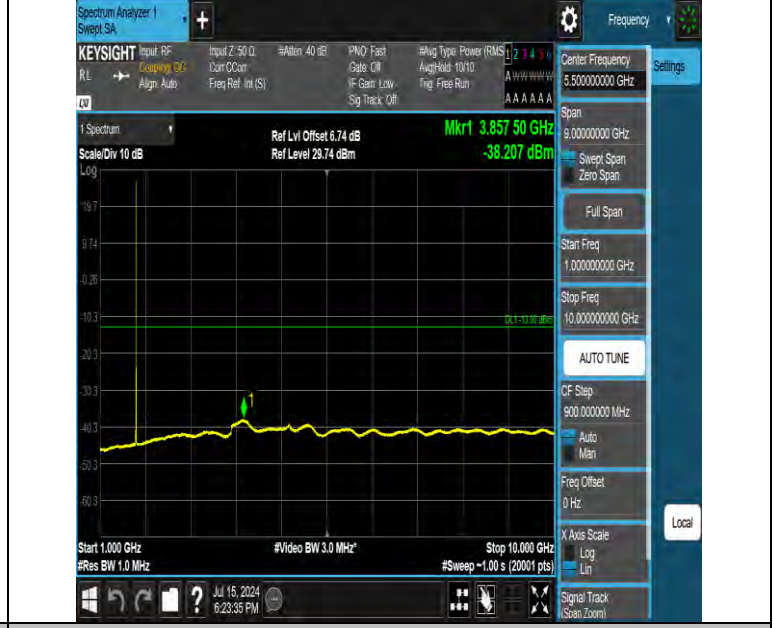 Spectrum Analyzer 1
Swept SA
+
Frequency
KEYSIGHT Input: RF
RL
Coupling: DC
Align: Auto
LV
Input Z: 50 Ω
Corr CCorr
Freq Ref: Int (S)
#Atten: 40 dB
PNO: Fast
Gate: Off
IF Gain: Low
Sig Track: Off
#Avg Type: Power (RMS
Avg|Hold: 10/10
Trig: Free Run
1 2 3 4 5 6
A W W W W W
A A A A A A
Center Frequency
5.500000000 GHz
Settings
1 Spectrum
Scale/Div 10 dB
Log
Ref Lvl Offset 6.74 dB
Ref Level 29.74 dBm
Mkr1 3.857 50 GHz
-38.207 dBm
Span
9.00000000 GHz
Swept Span
Zero Span
Full Span
Start Freq
1.000000000 GHz
Stop Freq
10.000000000 GHz
AUTO TUNE
CF Step
900.000000 MHz
Auto
Man
Freq Offset
0 Hz
X Axis Scale
Log
Lin
Signal Track
(Span Zoom)
Local
19.7
9.74
-0.26
-10.3
-20.3
-30.3
-40.3
-50.3
-60.3
DL1 -13.00 dBm
1
Start 1.000 GHz
#Res BW 1.0 MHz
#Video BW 3.0 MHz*
Stop 10.000 GHz
#Sweep ~1.00 s (20001 pts)
?
Jul 15, 2024
6:23:35 PM